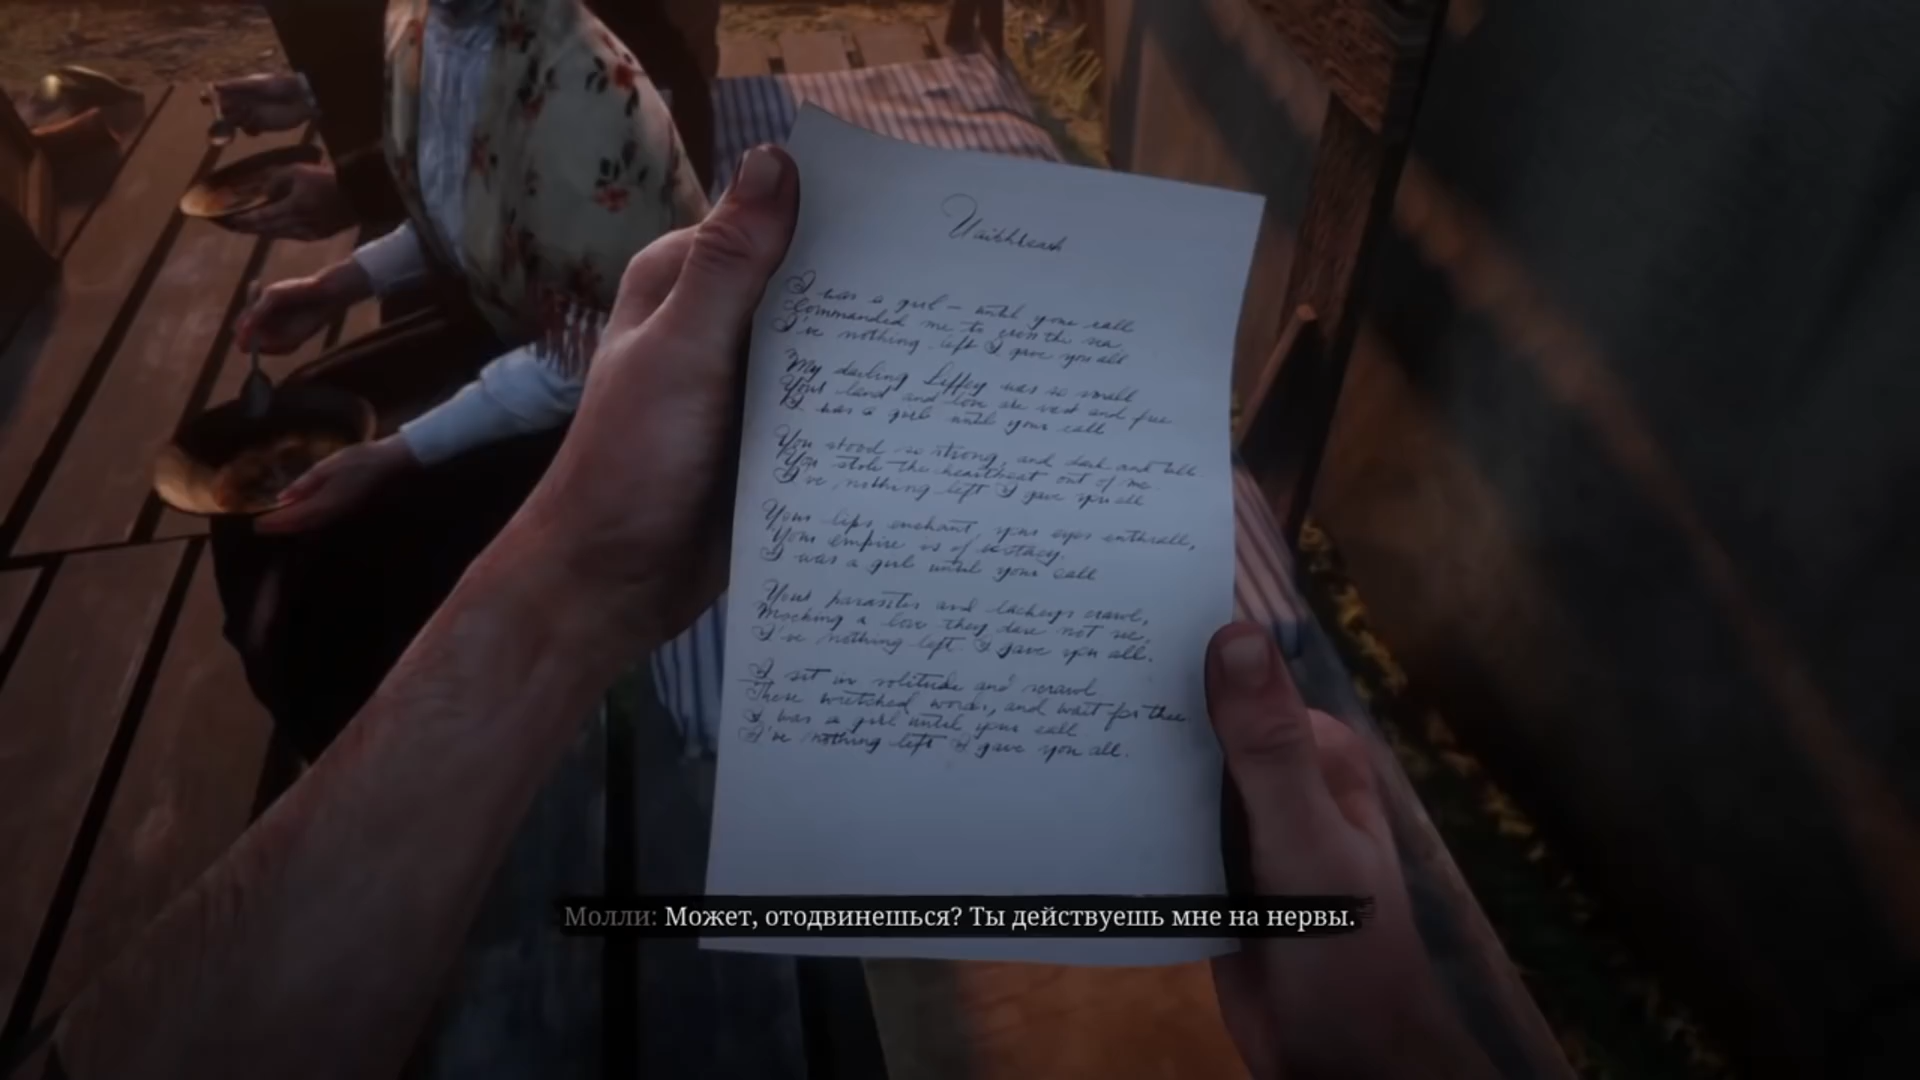 Uaibhreach
I was a girl — until your call
Commanded me to cross the sea
I've nothing left I gave you all
My darling Liffey was so small
Your land and love are vast and free
I was a girl until your call
You stood so strong, and dark and tall
You stole the heartbeat out of me
I've nothing left I gave you all
Your lips enchant your eyes enthrall,
Your empire is of ecstacy.
I was a girl until your call
Your parasites and lackeys crawl,
Mocking a love they dare not see,
I've nothing left I gave you all.
I sit in solitude and scrawl
These wretched words, and wait for thee
I was a girl until your call
I've nothing left I gave you all.
Молли: Может, отодвинешься? Ты действуешь мне на нервы.